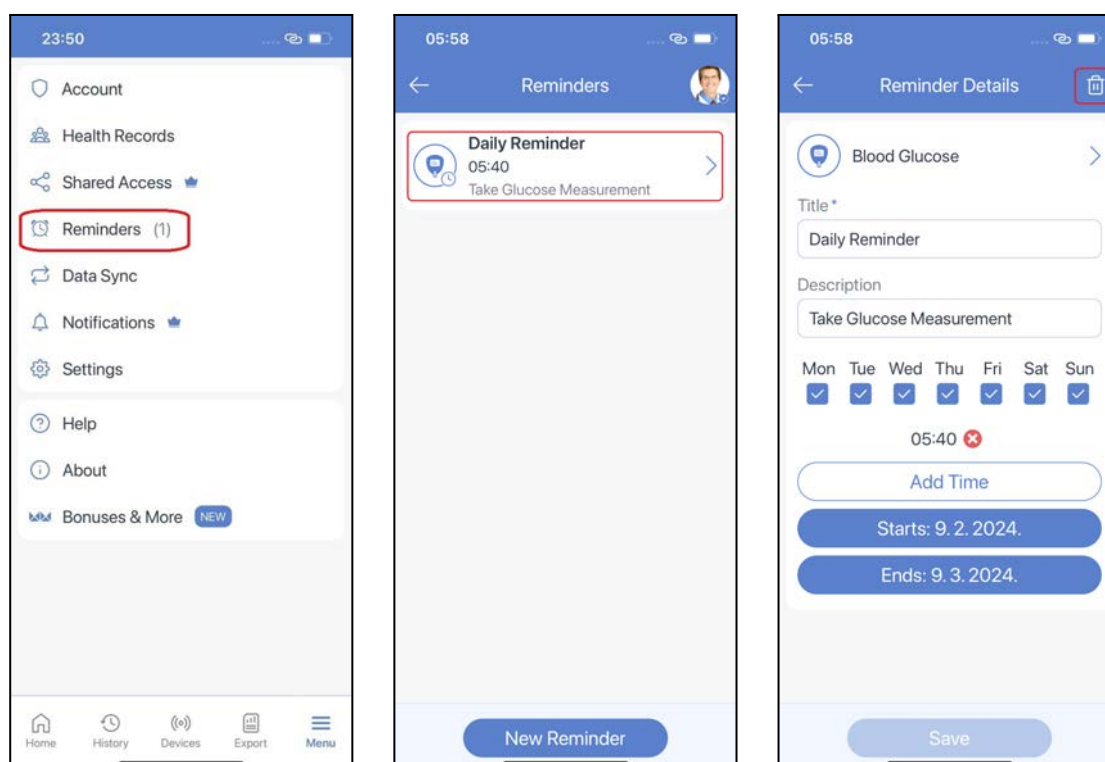 23:50
Account
Health Records
Shared Access
Reminders (1)
Data Sync
Notifications
Settings
Help
About
Bonuses & More NEW
Home History Devices Export Menu
05:58
Reminders
Daily Reminder
05:40
Take Glucose Measurement
New Reminder
05:58
Reminder Details
Blood Glucose
Title*
Daily Reminder
Description
Take Glucose Measurement
Mon Tue Wed Thu Fri Sat Sun
05:40
Add Time
Starts: 9. 2. 2024.
Ends: 9. 3. 2024.
Save